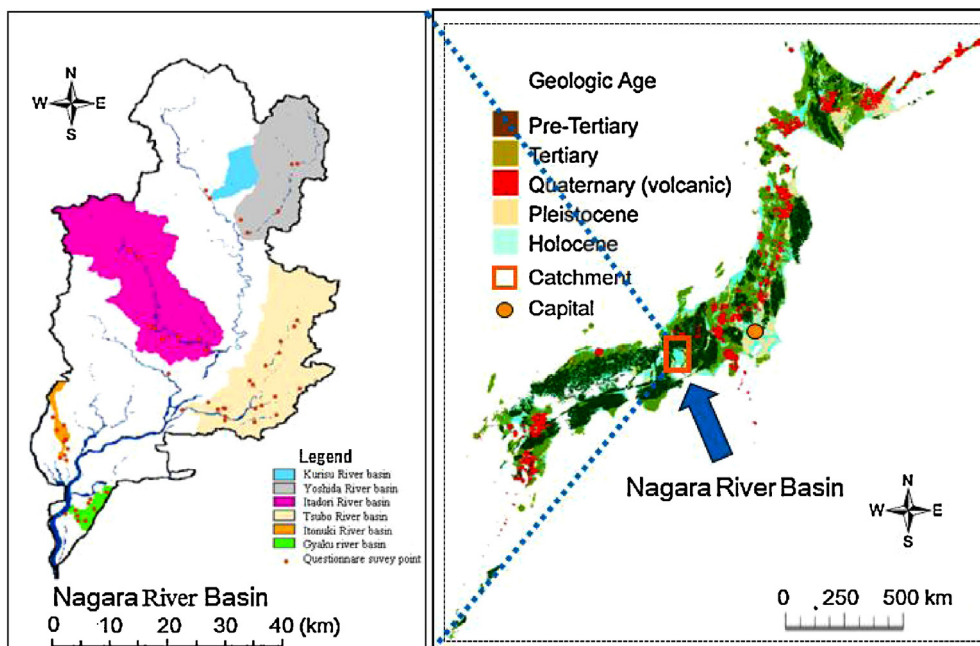 N
W E
S
Legend
Kurisu River basin
Yoshida River basin
Itadori River basin
Tsubo River basin
Itonuki River basin
Gyaku river basin
Questionnare suvey point
Nagara River Basin
0 10 20 30 40 (km)
Geologic Age
Pre-Tertiary
Tertiary
Quaternary (volcanic)
Pleistocene
Holocene
Catchment
Capital
Nagara River Basin
N
W E
S
0 250 500 km